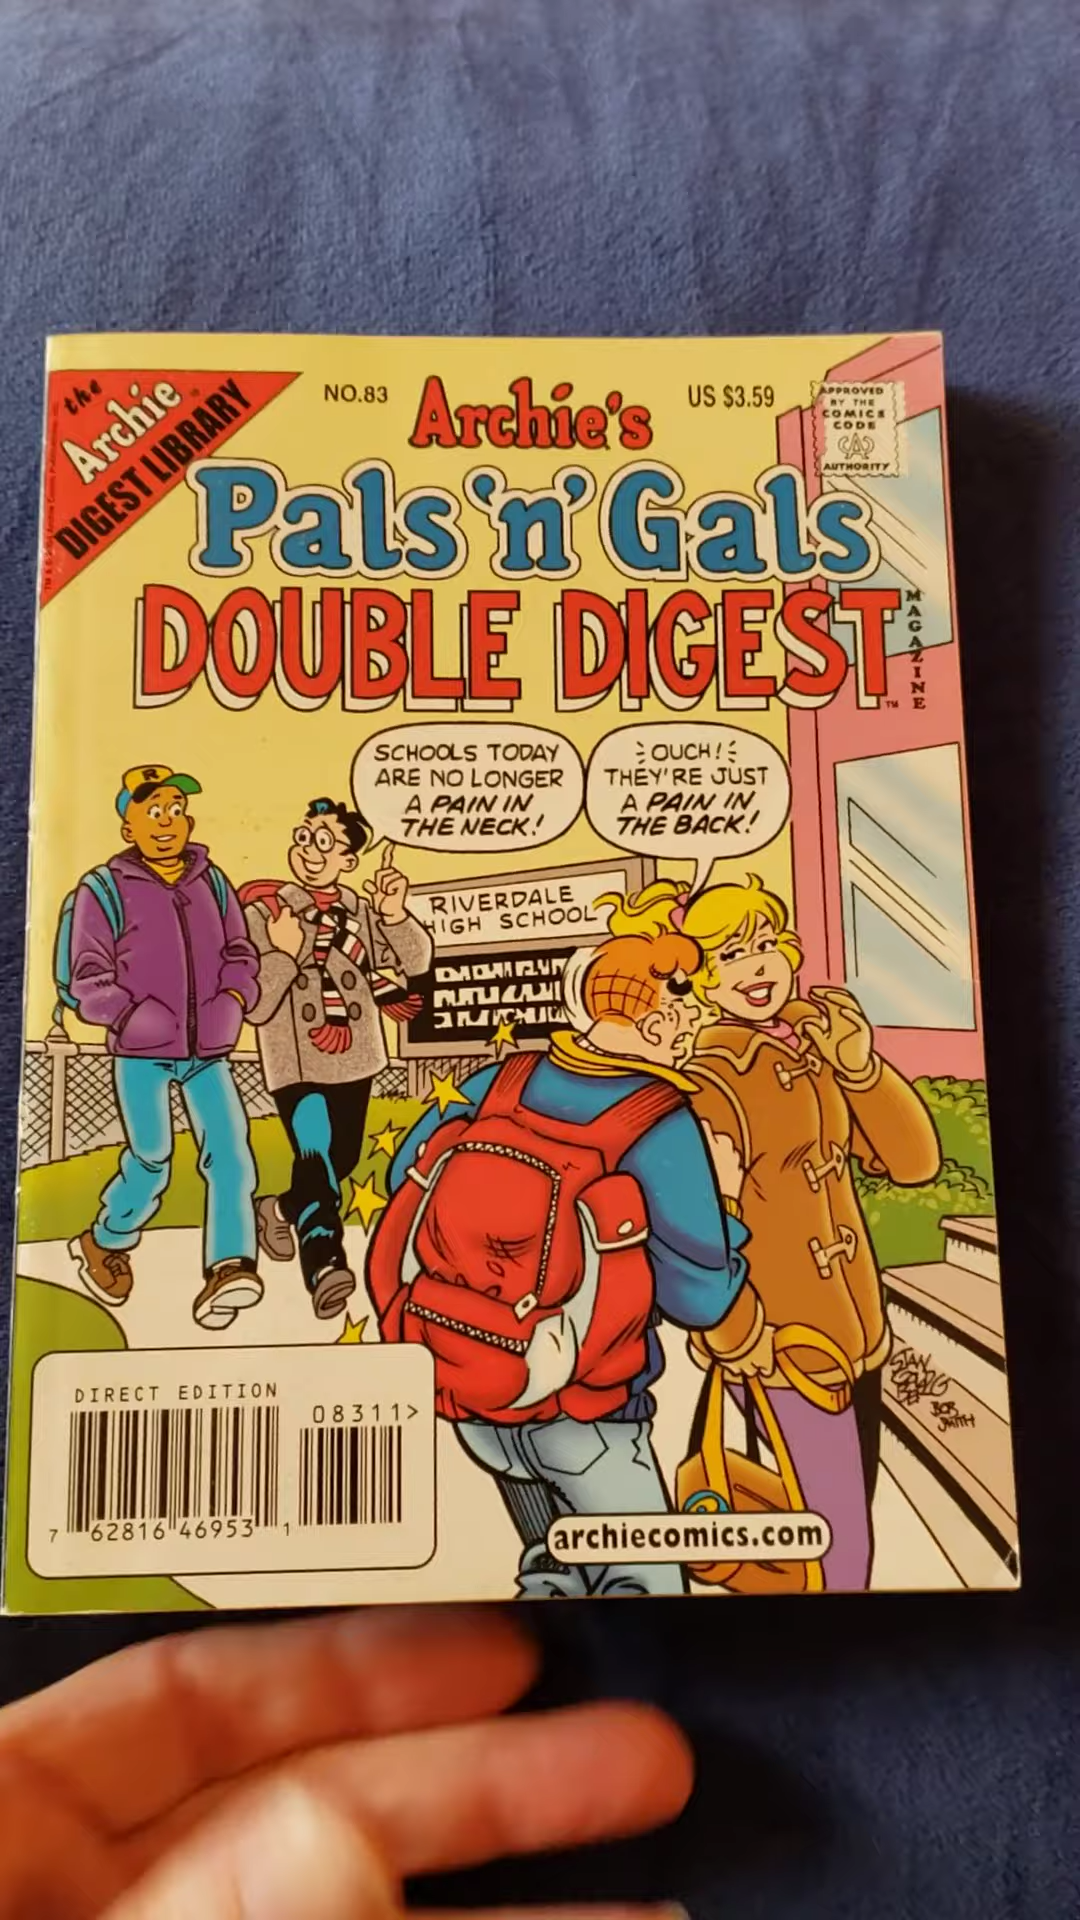 the
Archie
DIGEST LIBRARY
NO.83
Archie's
US $3.59
APPROVED
BY THE
COMICS
CODE
CA
AUTHORITY
Pals 'n' Gals
DOUBLE DIGEST
MAGAZINE
TM
SCHOOLS TODAY
ARE NO LONGER
A PAIN IN
THE NECK!
OUCH!
THEY'RE JUST
A PAIN IN
THE BACK!
R
RIVERDALE
HIGH SCHOOL
STAN
GOLDBERG
BOB
SMITH
DIRECT EDITION
08311>
7 62816 46953 1
archiecomics.com